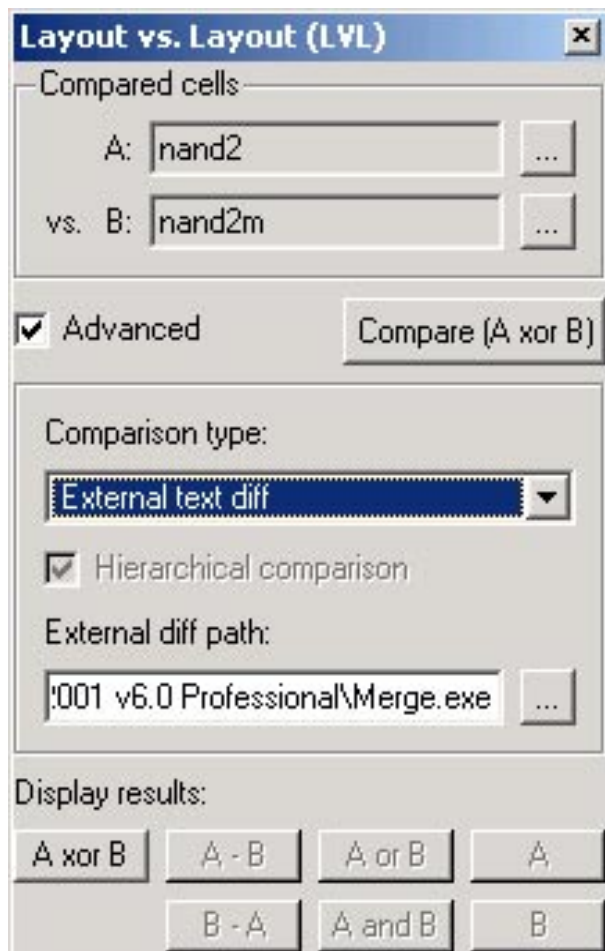 Layout vs. Layout (LVL)
Compared cells
A: nand2 ...
vs. B: nand2m ...
Advanced Compare (A xor B)
Comparison type:
External text diff
Hierarchical comparison
External diff path:
:001 v6.0 Professional\Merge.exe ...
Display results:
A xor B A - B A or B A
B - A A and B B